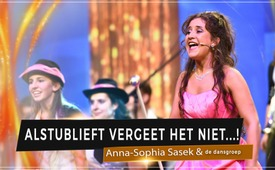 ALSTUBLIEFT VERGEET HET NIET...!
Anna-Sophia Sasek & de dansgroep